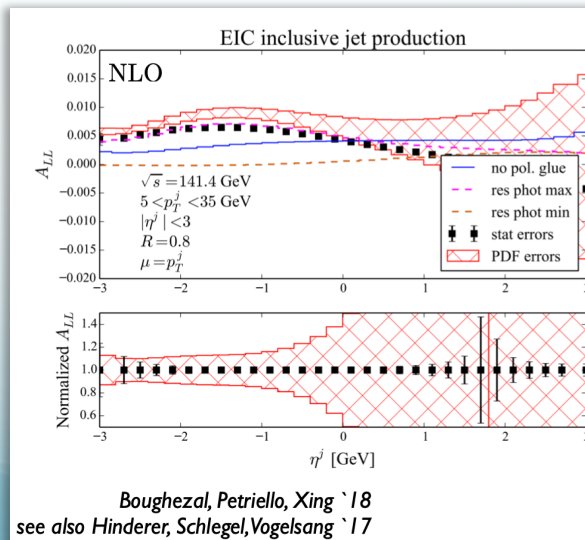 EIC inclusive jet production
NLO
0.020
0.015
0.010
0.005
0.000
−0.005
−0.010
−0.015
−0.020
A_LL
√s =141.4 GeV
5 <p_T^j <35 GeV
|η^j| <3
R=0.8
μ=p_T^j
no pol. glue
res phot max
res phot min
stat errors
PDF errors
−3 −2 −1 0 1 2
1.4
1.2
1.0
0.8
0.6
Normalized A_LL
−3 −2 −1 0 1 2
η^j [GeV]
Boughezal, Petriello, Xing `18
see also Hinderer, Schlegel, Vogelsang `17